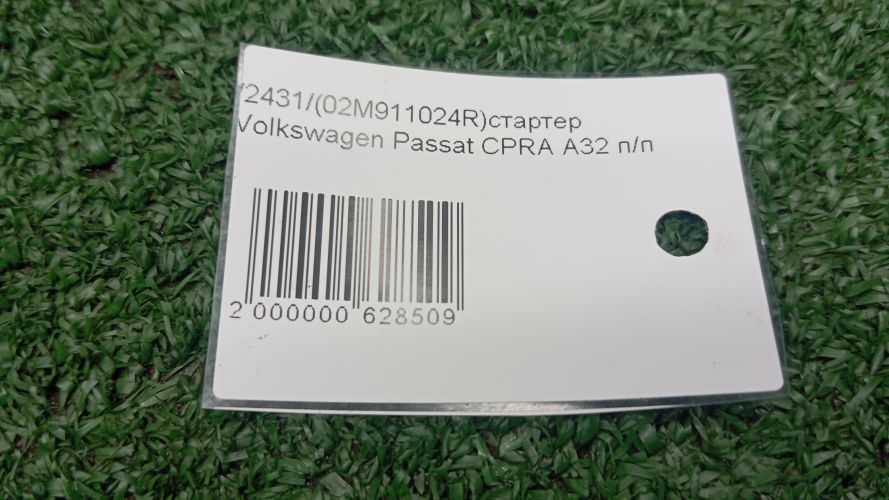 /2431/(02M911024R)стартер
Volkswagen Passat CPRA A32 п/п
2 000000 628509